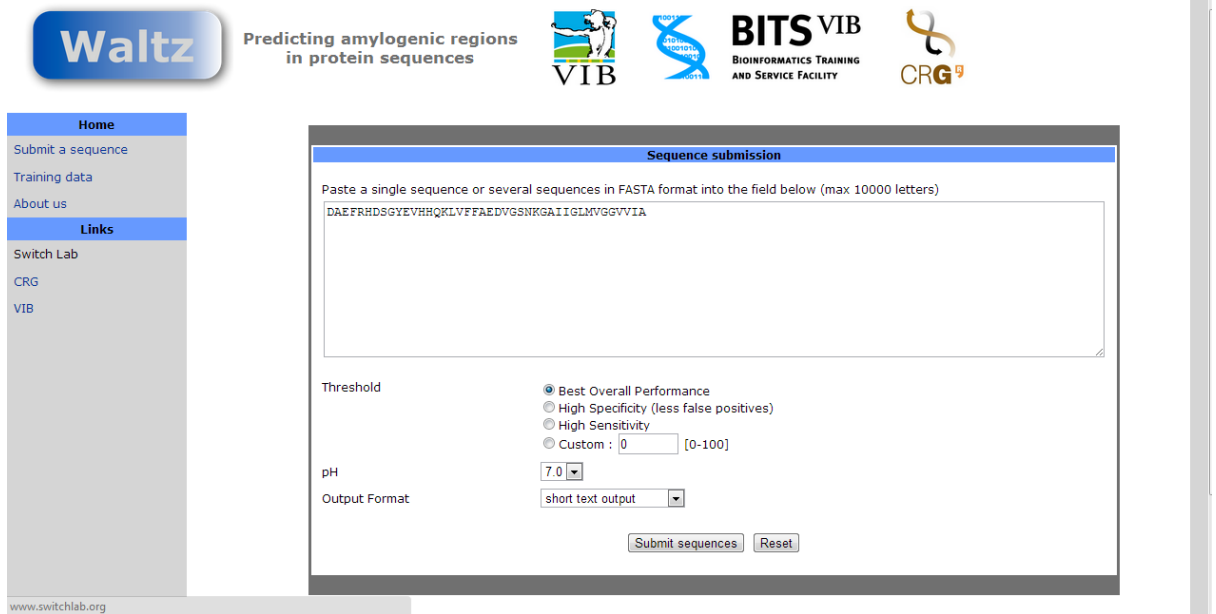 Waltz
Predicting amylogenic regions
in protein sequences
VIB
BITS VIB
BIOINFORMATICS TRAINING
AND SERVICE FACILITY
CRG
Home
Submit a sequence
Training data
About us
Links
Switch Lab
CRG
VIB
Sequence submission
Paste a single sequence or several sequences in FASTA format into the field below (max 10000 letters)
DAEFRHDSGYEVHHQKLVFFAEDVGSNKGAIIGLMVGGVVIA
Threshold
Best Overall Performance
High Specificity (less false positives)
High Sensitivity
Custom : 0 [0-100]
pH 7.0
Output Format short text output
Submit sequences Reset
www.switchlab.org